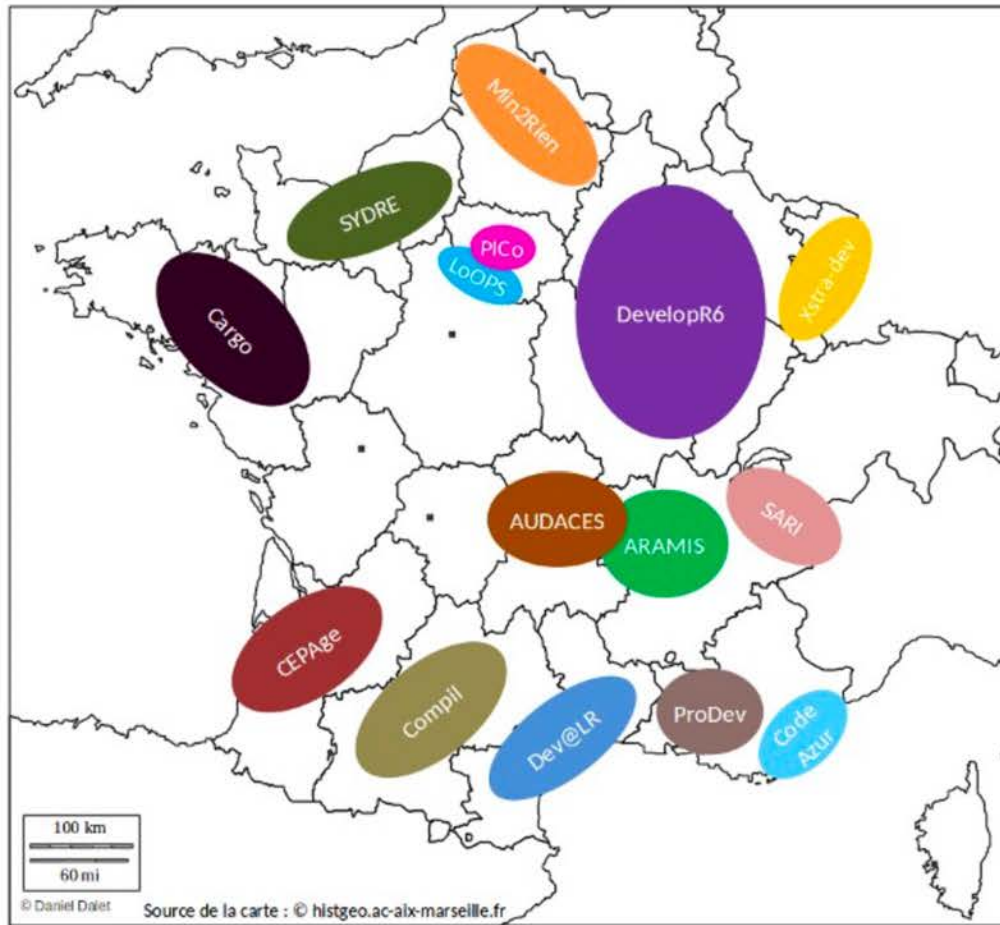 Min2Rien
SYDRE
PICo
LoOPS
Xstra-dev
Cargo
DevelopR6
AUDACES
ARAMIS
SARI
CEPAge
Compil
Dev@LR
ProDev
Code
Azur
100 km
60 mi
© Daniel Dalet
Source de la carte : © histgeo.ac-aix-marseille.fr